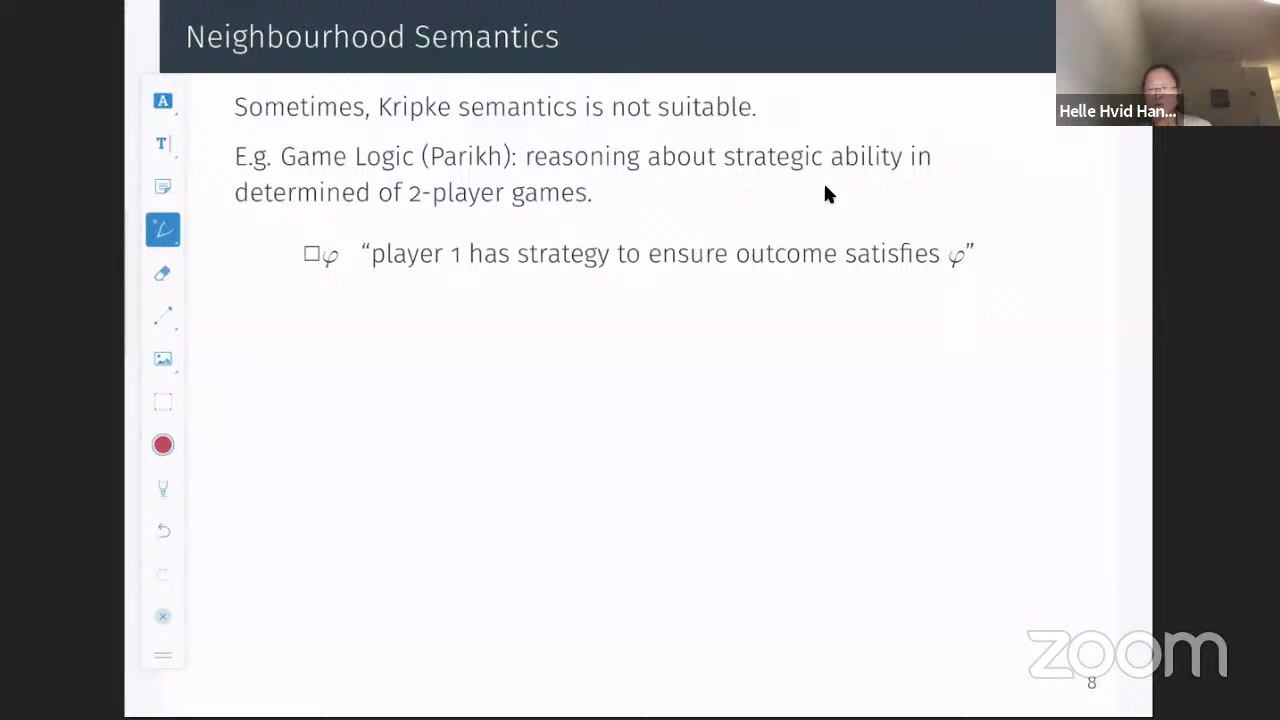 Neighbourhood Semantics
Helle Hvid Han...
Sometimes, Kripke semantics is not suitable.
E.g. Game Logic (Parikh): reasoning about strategic ability in
determined of 2-player games.
□φ “player 1 has strategy to ensure outcome satisfies φ”
zoom
8